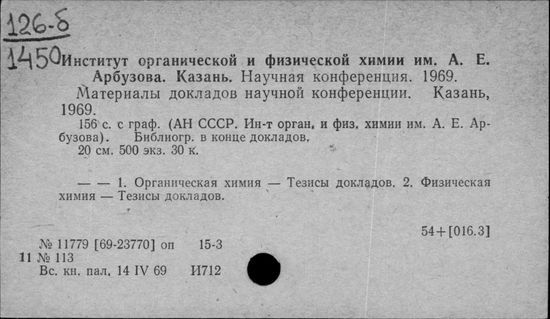 126-б
1450
Институт органической и физической химии им. А. Е.
Арбузова. Казань. Научная конференция. 1969.
Материалы докладов научной конференции. Казань,
1969.
156 с. с граф. (АН СССР. Ин-т орган. и физ. химии им. А. Е. Ар-
бузова). Библиогр. в конце докладов.
20 см. 500 экз. 30 к.
— — 1. Органическая химия — Тезисы докладов. 2. Физическая
химия — Тезисы докладов.
54+[016.3]
№ 11779 [69-23770] оп 15-3
11 № 113
Вс. кн. пал. 14 IV 69 И712